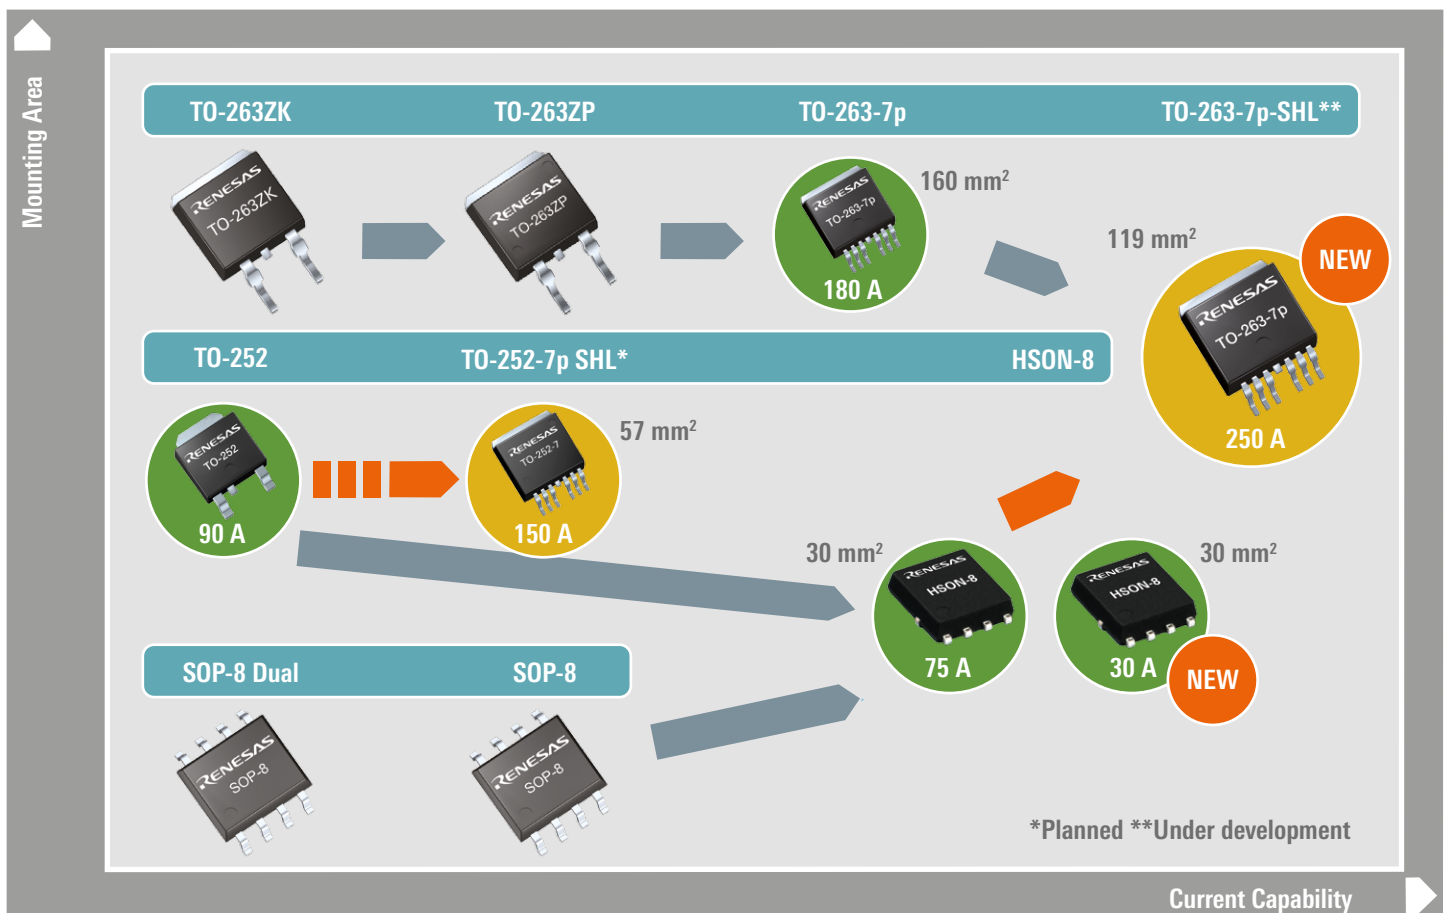 Mounting Area
TO-263ZK TO-263ZP TO-263-7p TO-263-7p-SHL**
RENESAS
TO-263ZK
RENESAS
TO-263ZP
RENESAS
TO-263-7p
180 A
160 mm²
119 mm²
NEW
RENESAS
TO-263-7p
250 A
TO-252 TO-252-7p SHL* HSON-8
RENESAS
TO-252
90 A
RENESAS
TO-252-7
150 A
57 mm²
30 mm²
RENESAS
HSON-8
75 A
30 mm²
RENESAS
HSON-8
30 A
NEW
SOP-8 Dual SOP-8
RENESAS
SOP-8
RENESAS
SOP-8
*Planned **Under development
Current Capability